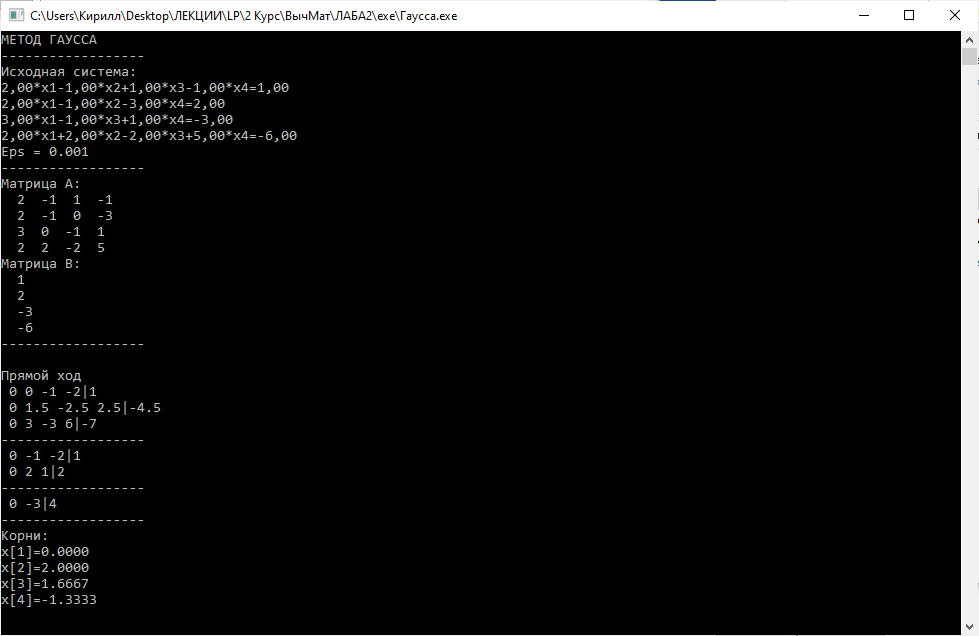 C:\Users\Кирилл\Desktop\ЛЕКЦИИ\LP\2 Курс\ВычМат\ЛАБА2\exe\Гаусса.exe
МЕТОД ГАУССА
------------------
Исходная система:
2,00*x1-1,00*x2+1,00*x3-1,00*x4=1,00
2,00*x1-1,00*x2-3,00*x4=2,00
3,00*x1-1,00*x3+1,00*x4=-3,00
2,00*x1+2,00*x2-2,00*x3+5,00*x4=-6,00
Eps = 0.001
------------------
Матрица А:
2 -1 1 -1
2 -1 0 -3
3 0 -1 1
2 2 -2 5
Матрица В:
1
2
-3
-6
------------------
Прямой ход
0 0 -1 -2|1
0 1.5 -2.5 2.5|-4.5
0 3 -3 6|-7
------------------
0 -1 -2|1
0 2 1|2
------------------
0 -3|4
------------------
Корни:
x[1]=0.0000
x[2]=2.0000
x[3]=1.6667
x[4]=-1.3333